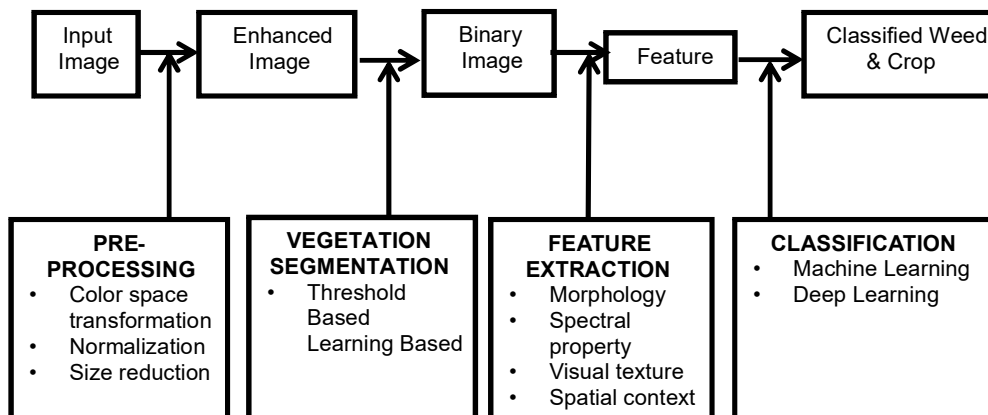 Input
Image
Enhanced
Image
Binary
Image
Feature
Classified Weed
& Crop
PRE-
PROCESSING
• Color space
transformation
• Normalization
• Size reduction
VEGETATION
SEGMENTATION
• Threshold
Based
Learning Based
FEATURE
EXTRACTION
• Morphology
• Spectral
property
• Visual texture
• Spatial context
CLASSIFICATION
• Machine Learning
• Deep Learning